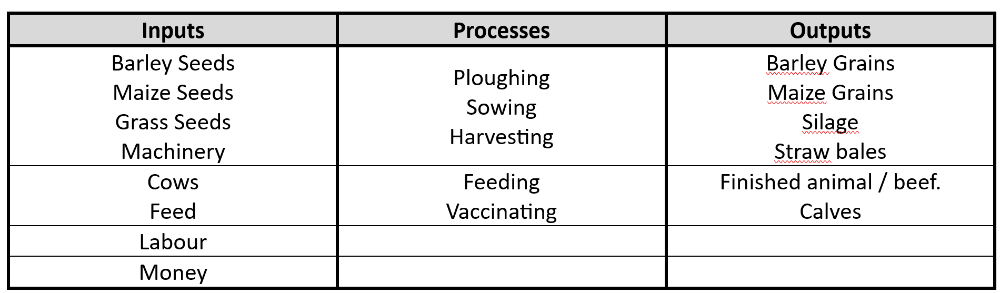 Inputs Processes Outputs
Barley Seeds
Maize Seeds
Grass Seeds
Machinery
Ploughing
Sowing
Harvesting
Barley Grains
Maize Grains
Silage
Straw bales
Cows
Feed
Feeding
Vaccinating
Finished animal / beef.
Calves
Labour
Money